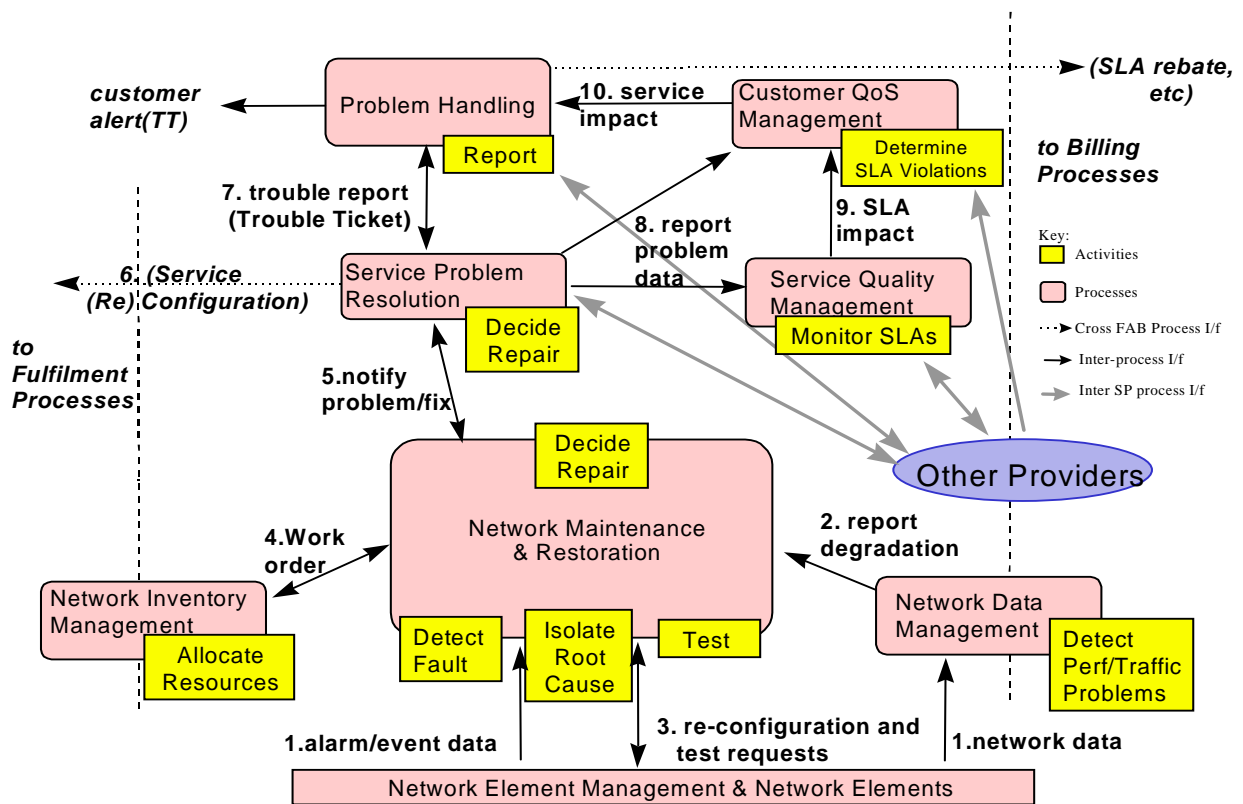 customer
alert(TT)
Problem Handling
Report
10. service
impact
Customer QoS
Management
Determine
SLA Violations
(SLA rebate,
etc)
to Billing
Processes
7. trouble report
(Trouble Ticket)
8. report
problem
data
9. SLA
impact
Key:
Activities
Processes
Cross FAB Process I/f
Inter-process I/f
Inter SP process I/f
6. (Service
(Re) Configuration)
Service Problem
Resolution
Decide
Repair
Service Quality
Management
Monitor SLAs
to
Fulfilment
Processes
5.notify
problem/fix
Decide
Repair
Other Providers
Network Maintenance
& Restoration
4.Work
order
2. report
degradation
Network Inventory
Management
Allocate
Resources
Detect
Fault
Isolate
Root
Cause
Test
Network Data
Management
Detect
Perf/Traffic
Problems
1.alarm/event data
3. re-configuration and
test requests
1.network data
Network Element Management & Network Elements